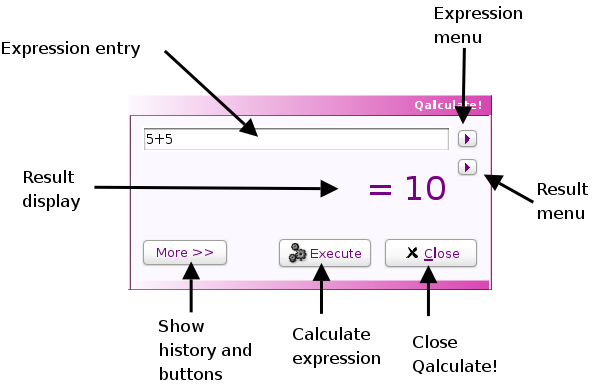 Expression
menu
Expression entry
Qalculate!
5+5
Result
display
= 10
Result
menu
More >>
Execute
Close
Show
history and
buttons
Calculate
expression
Close
Qalculate!